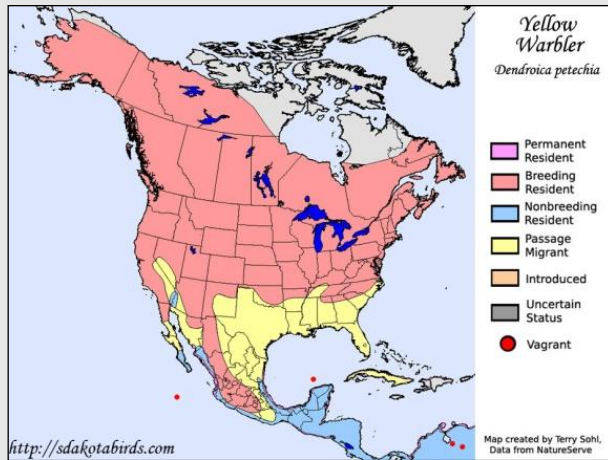 Yellow
Warbler
Dendroica petechia
Permanent
Resident
Breeding
Resident
Nonbreeding
Resident
Passage
Migrant
Introduced
Uncertain
Status
Vagrant
http://sdakotabirds.com
Map created by Terry Sohl,
Data from NatureServe